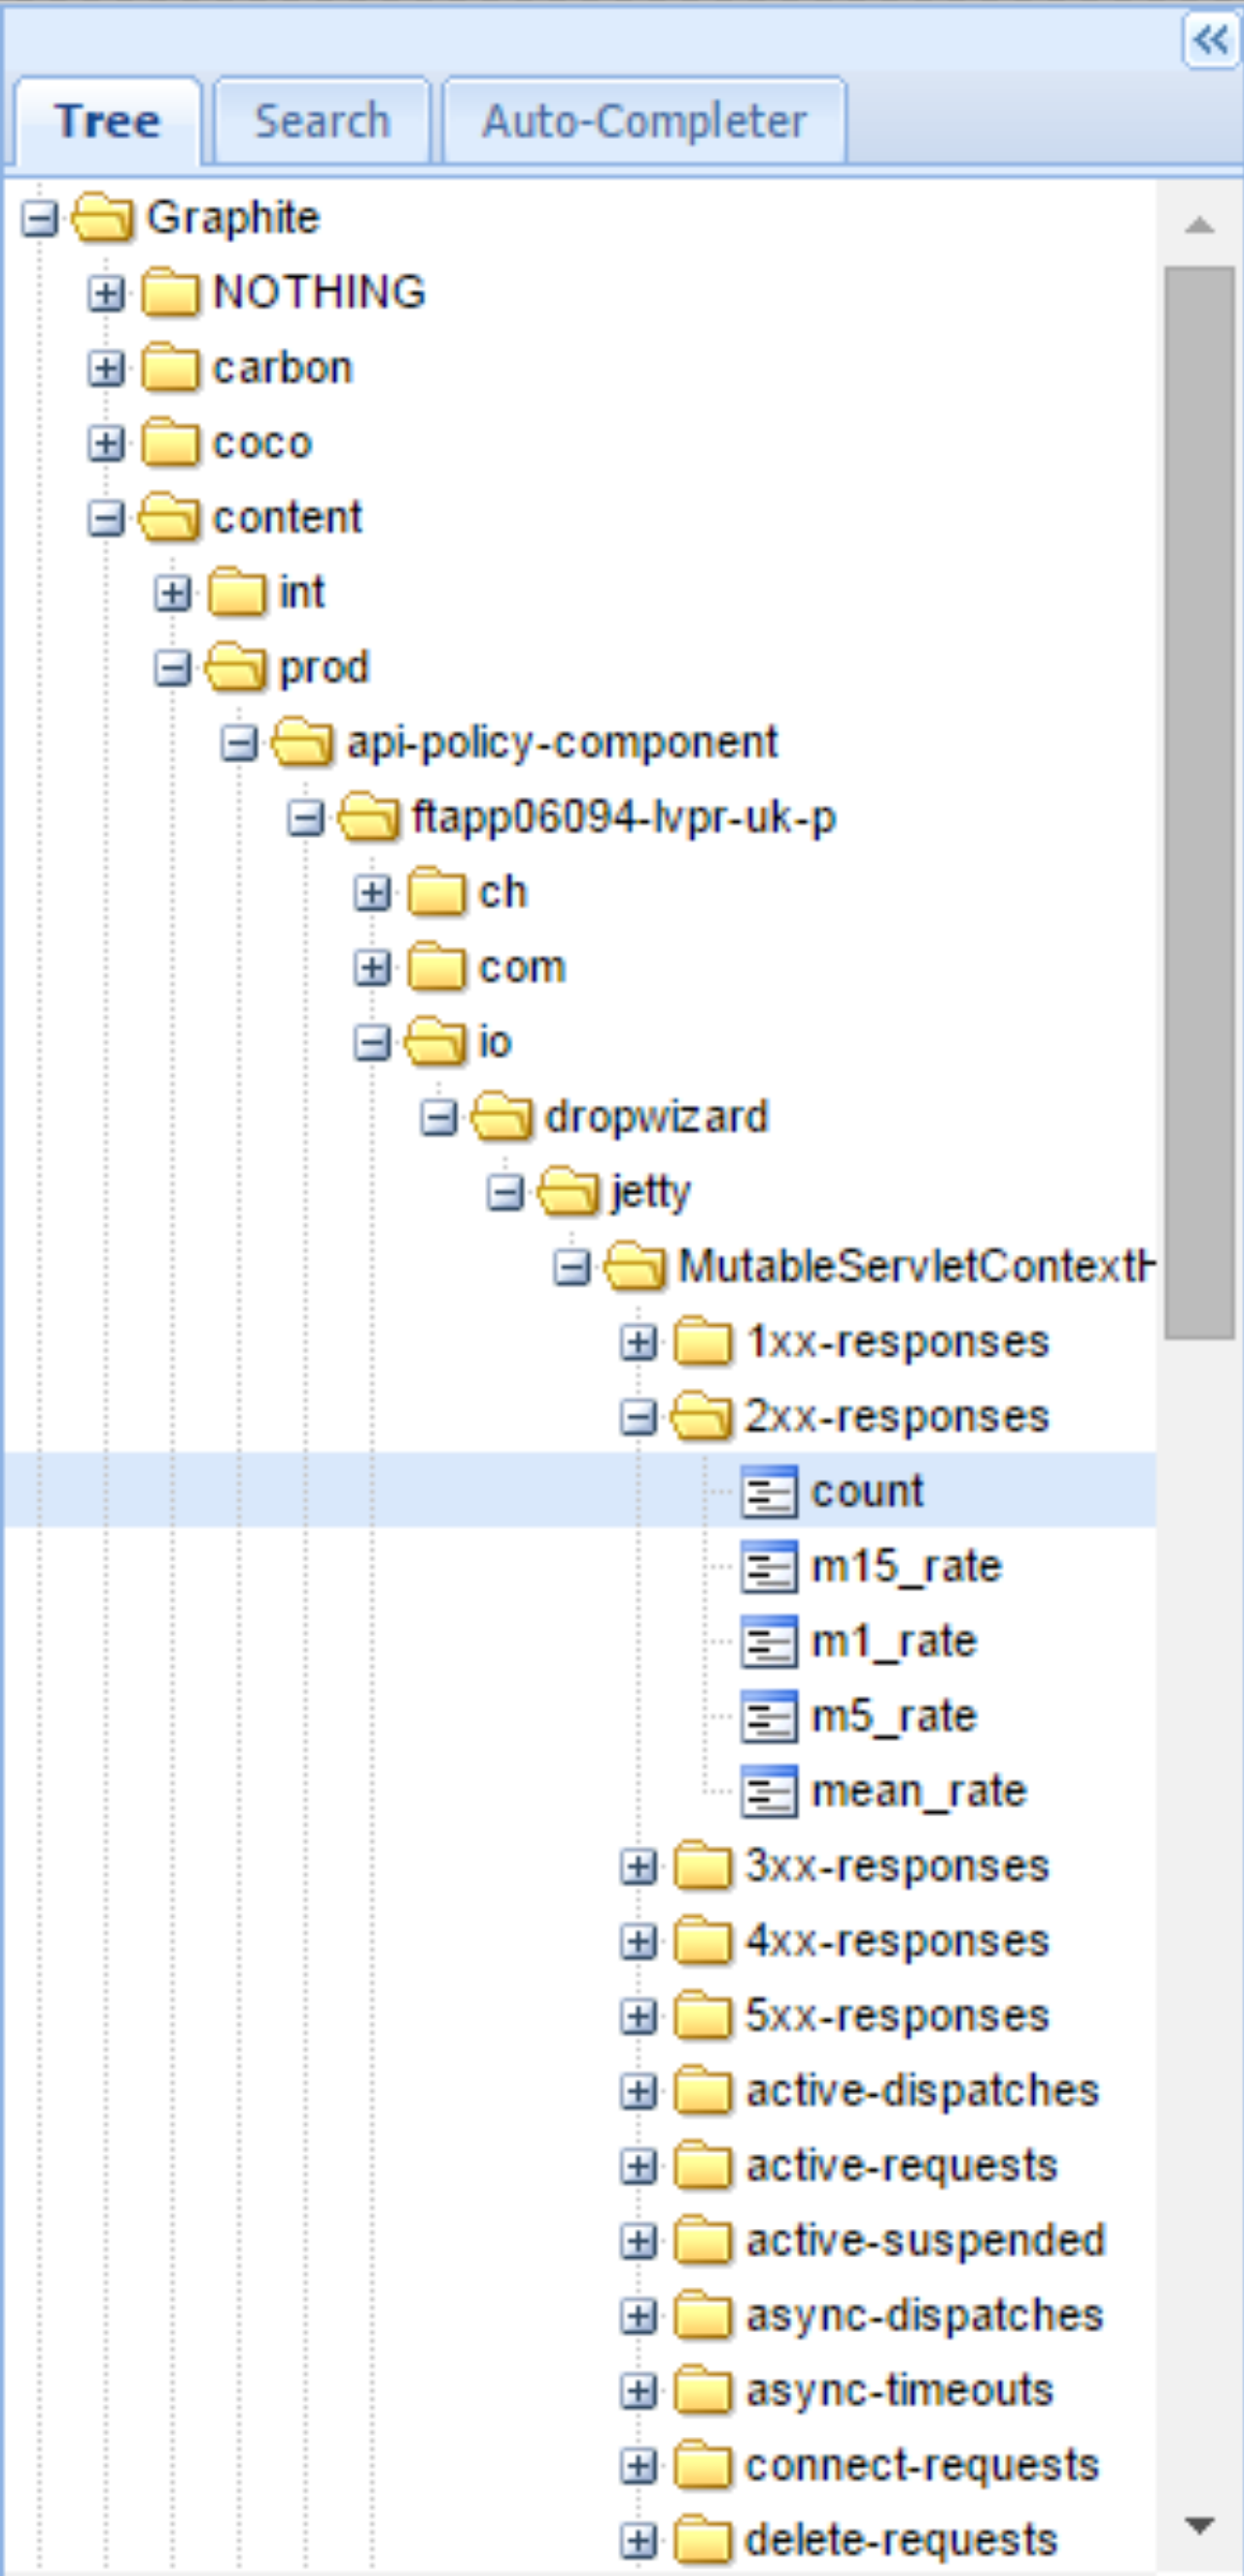 Tree Search Auto-Completer
Graphite
NOTHING
carbon
coco
content
int
prod
api-policy-component
ftapp06094-lvpr-uk-p
ch
com
io
dropwizard
jetty
MutableServletContextH
1xx-responses
2xx-responses
count
m15_rate
m1_rate
m5_rate
mean_rate
3xx-responses
4xx-responses
5xx-responses
active-dispatches
active-requests
active-suspended
async-dispatches
async-timeouts
connect-requests
delete-requests